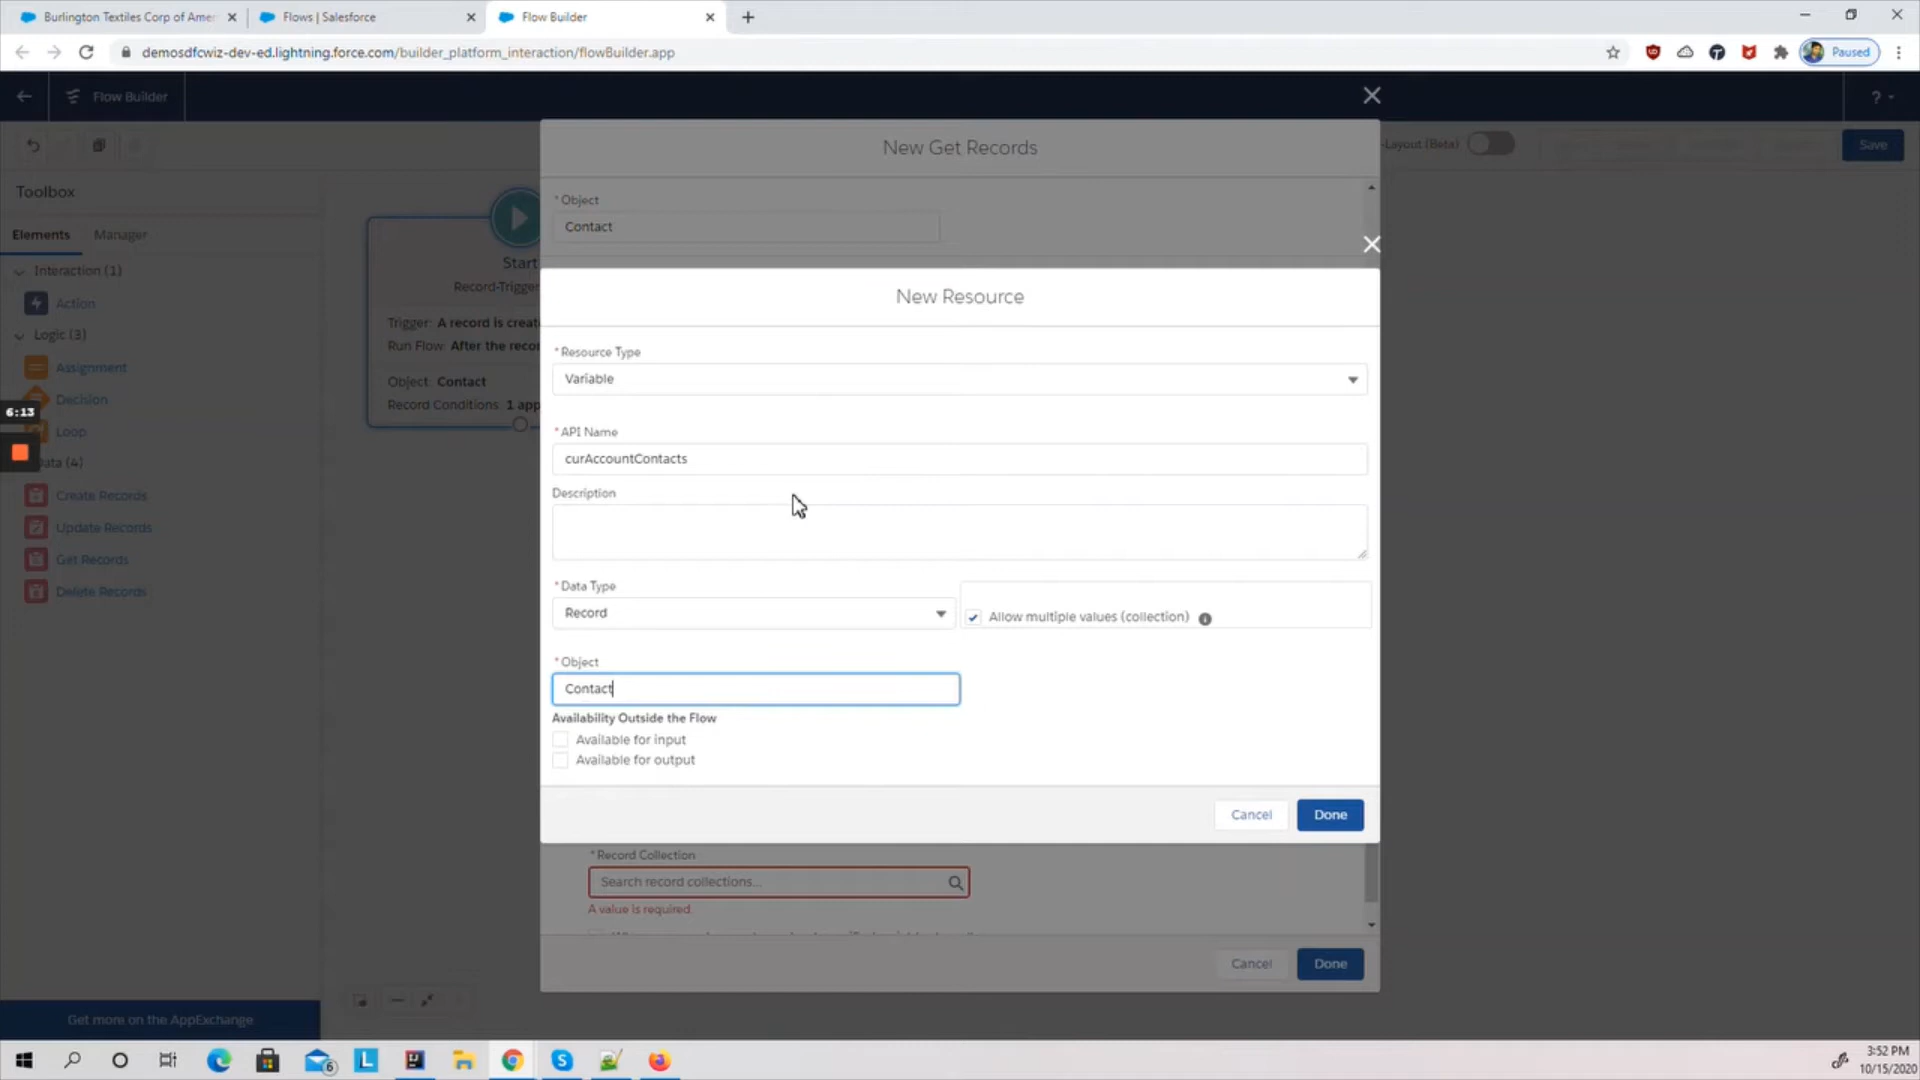 Burlington Textiles Corp of Amer
Flows | Salesforce
Flow Builder
demosdfcwiz-dev-ed.lightning.force.com/builder_platform_interaction/flowBuilder.app
Paused
Flow Builder
?
New Get Records
-Layout (Beta)
Save
Toolbox
Elements
Manager
Interaction (1)
Action
Logic (3)
Assignment
Decision
Loop
Data (4)
Create Records
Update Records
Get Records
Delete Records
Get more on the AppExchange
6:13
Start
Record-Trigge
Trigger: A record is creat
Run Flow: After the recor
Object: Contact
Record Conditions: 1 app
* Object
Contact
New Resource
* Resource Type
Variable
* API Name
curAccountContacts
Description
* Data Type
Record
Allow multiple values (collection)
* Object
Contact
Availability Outside the Flow
Available for input
Available for output
Cancel
Done
* Record Collection
Search record collections...
A value is required.
Cancel
Done
6
L
3:52 PM
10/15/2020